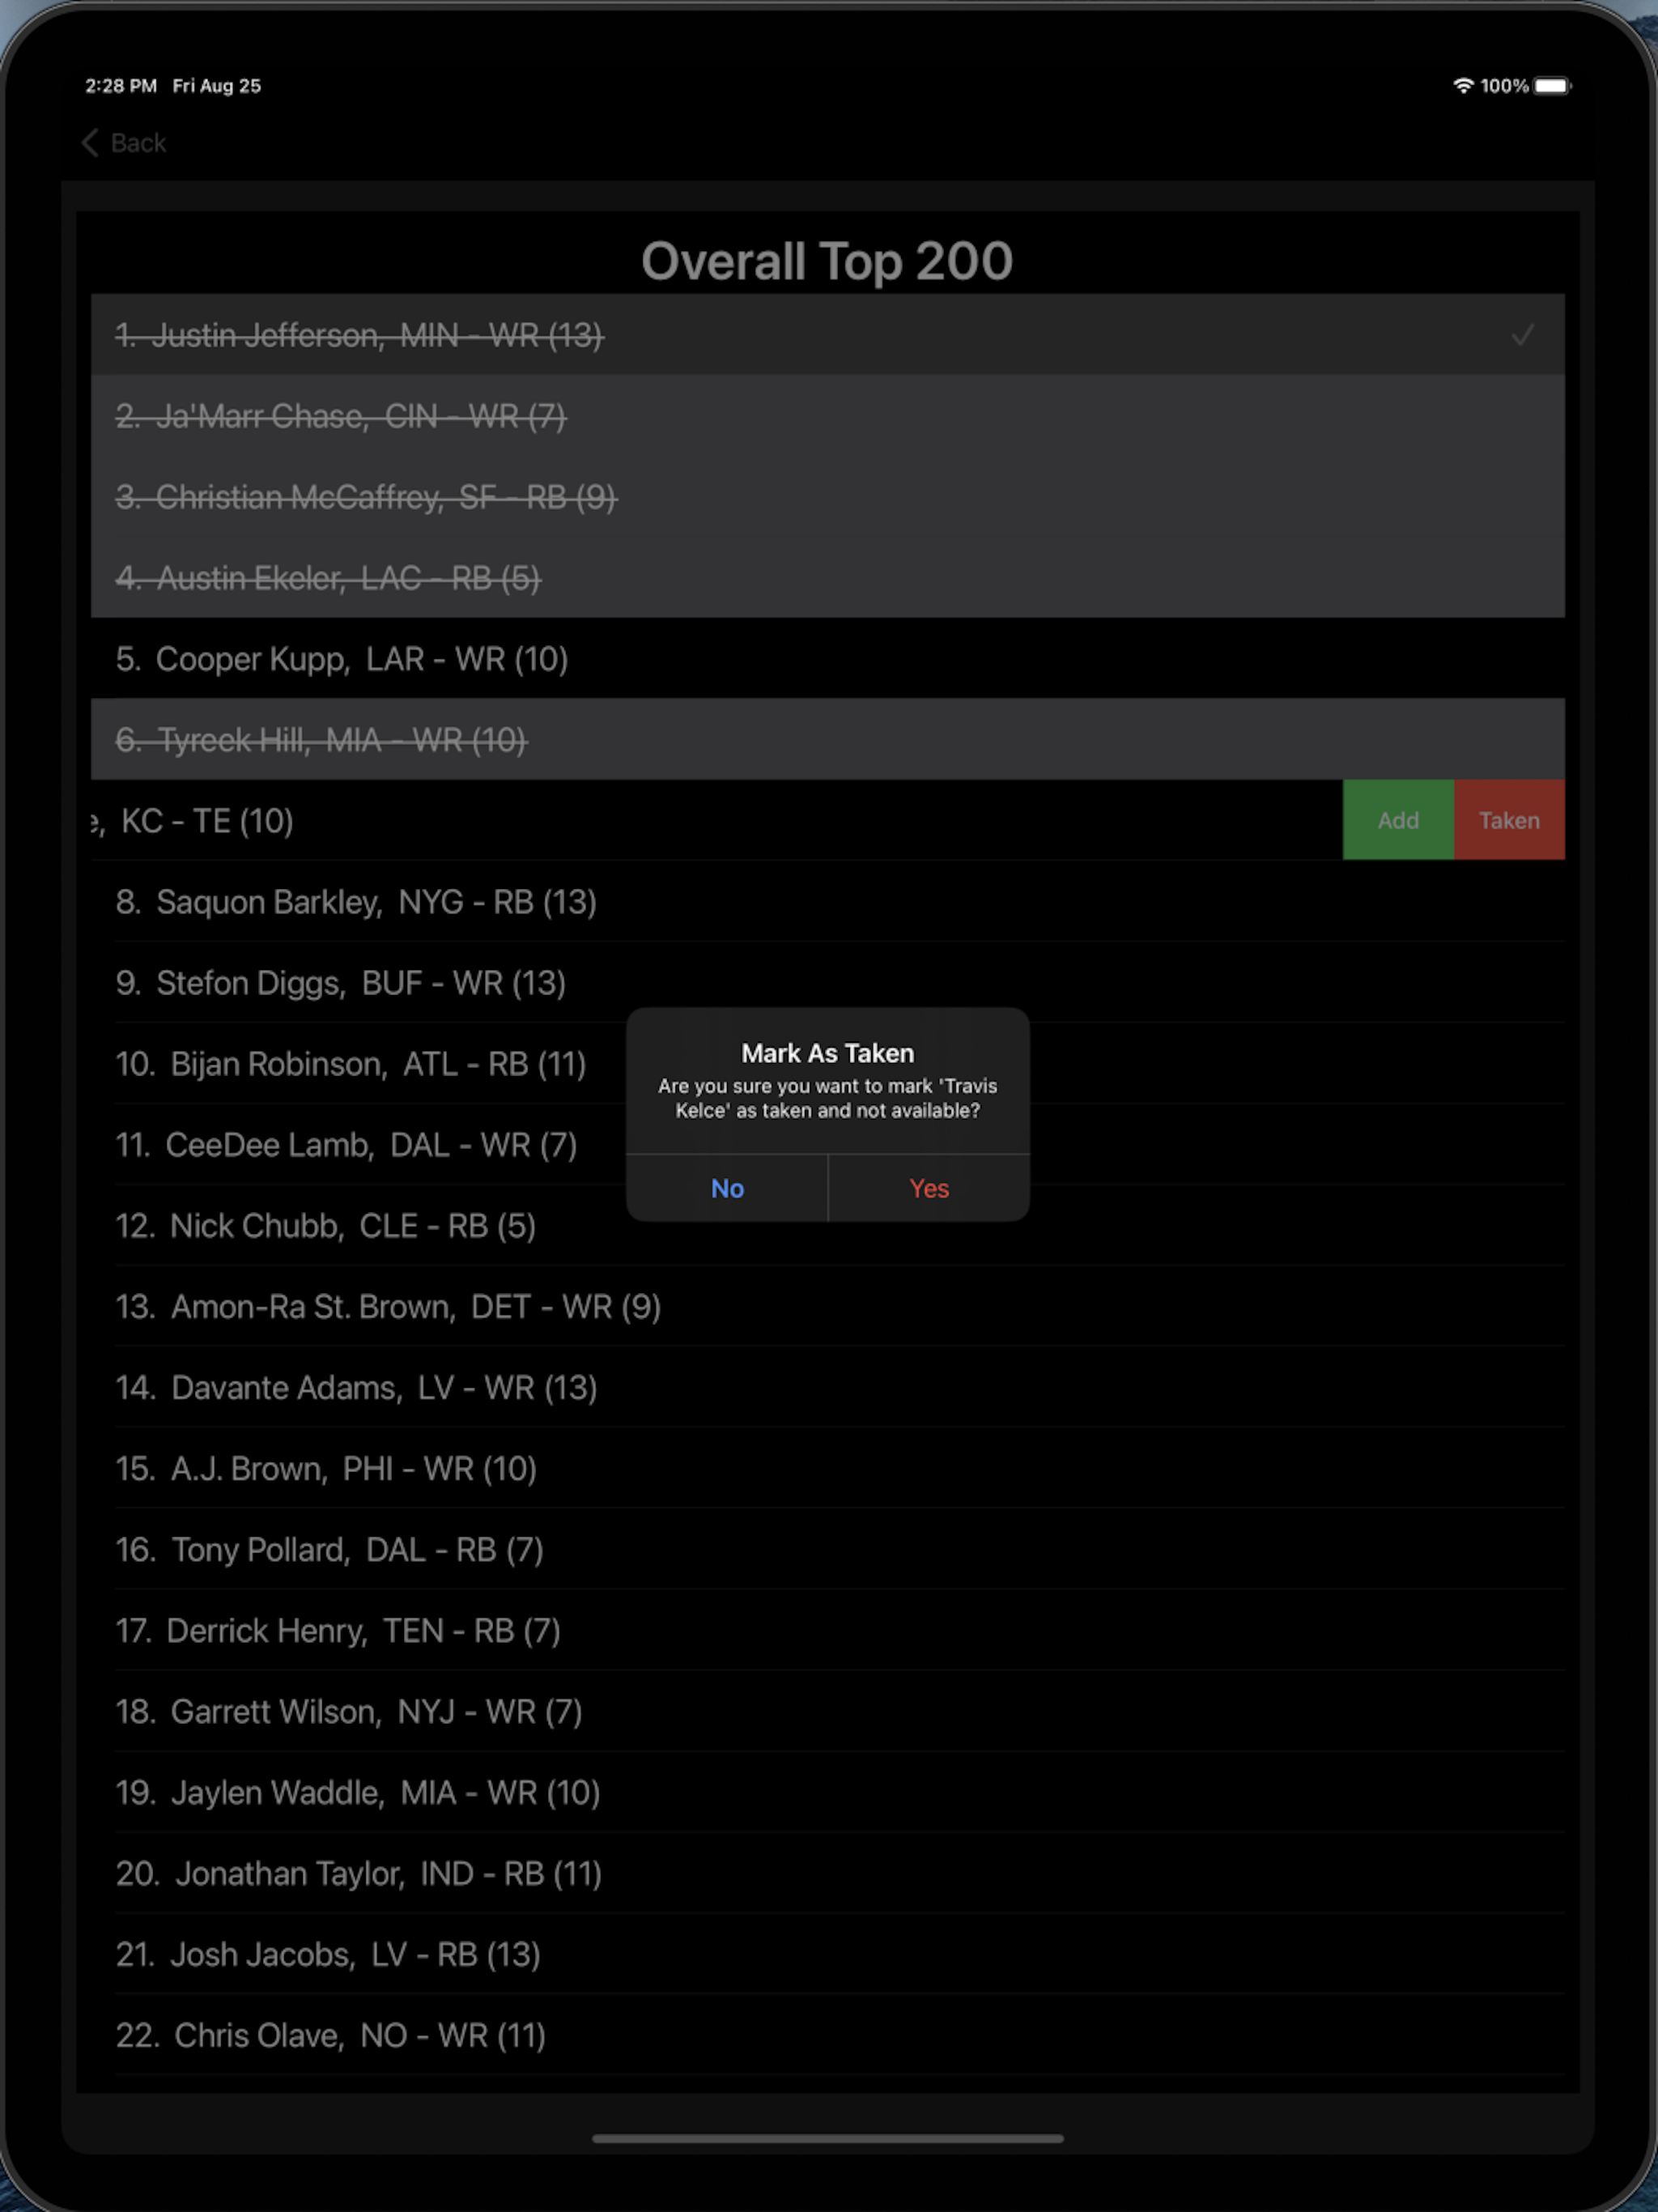 2:28 PM Fri Aug 25
100%
Back
Overall Top 200
1. Justin Jefferson, MIN - WR (13)
2. Ja'Marr Chase, CIN - WR (7)
3. Christian McCaffrey, SF - RB (9)
4. Austin Ekeler, LAC - RB (5)
5. Cooper Kupp, LAR - WR (10)
6. Tyreek Hill, MIA - WR (10)
e, KC - TE (10)
Add
Taken
8. Saquon Barkley, NYG - RB (13)
9. Stefon Diggs, BUF - WR (13)
10. Bijan Robinson, ATL - RB (11)
Mark As Taken
Are you sure you want to mark 'Travis
Kelce' as taken and not available?
No
Yes
11. CeeDee Lamb, DAL - WR (7)
12. Nick Chubb, CLE - RB (5)
13. Amon-Ra St. Brown, DET - WR (9)
14. Davante Adams, LV - WR (13)
15. A.J. Brown, PHI - WR (10)
16. Tony Pollard, DAL - RB (7)
17. Derrick Henry, TEN - RB (7)
18. Garrett Wilson, NYJ - WR (7)
19. Jaylen Waddle, MIA - WR (10)
20. Jonathan Taylor, IND - RB (11)
21. Josh Jacobs, LV - RB (13)
22. Chris Olave, NO - WR (11)